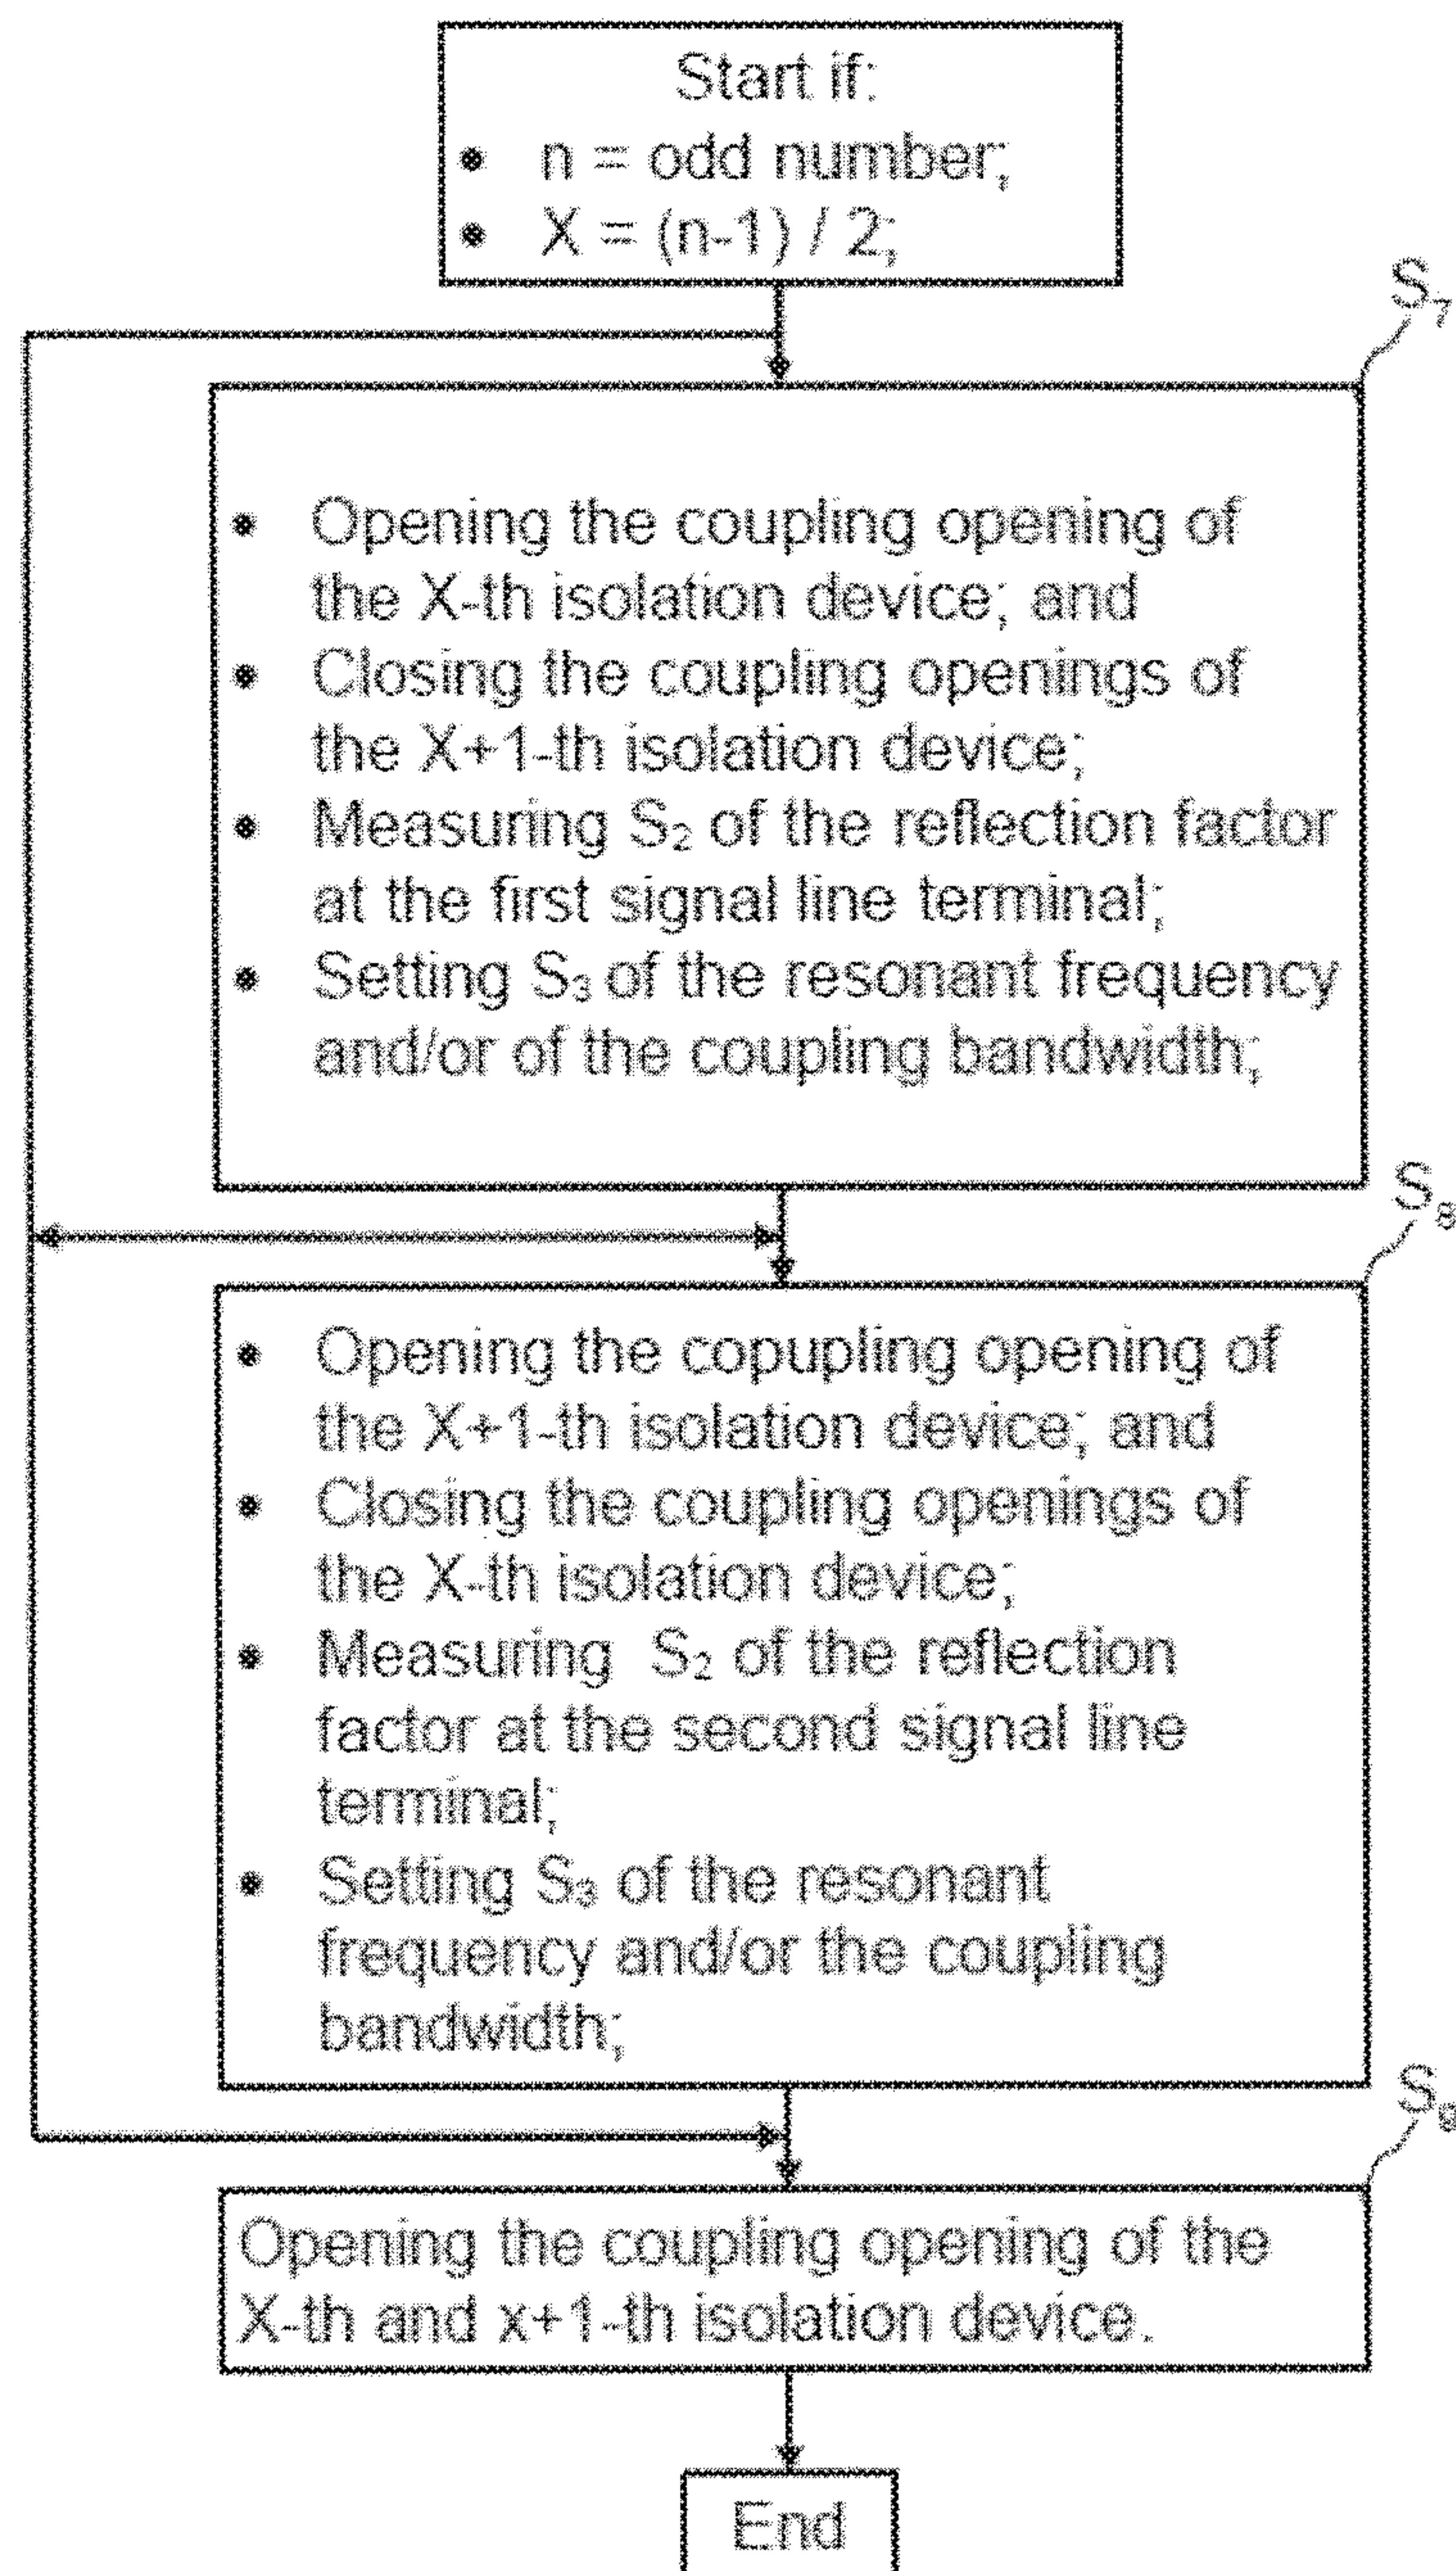 Start if:
• n = odd number;
• X = (n-1) / 2;
S7
• Opening the coupling opening of
the X-th isolation device; and
• Closing the coupling openings of
the X+1-th isolation device;
• Measuring S₂ of the reflection factor
at the first signal line terminal;
• Setting S₃ of the resonant frequency
and/or of the coupling bandwidth;
S8
• Opening the copupling opening of
the X+1-th isolation device; and
• Closing the coupling openings of
the X-th isolation device;
• Measuring S₂ of the reflection
factor at the second signal line
terminal;
• Setting S₃ of the resonant
frequency and/or the coupling
bandwidth;
S9
Opening the coupling opening of the
X-th and x+1-th isolation device.
End